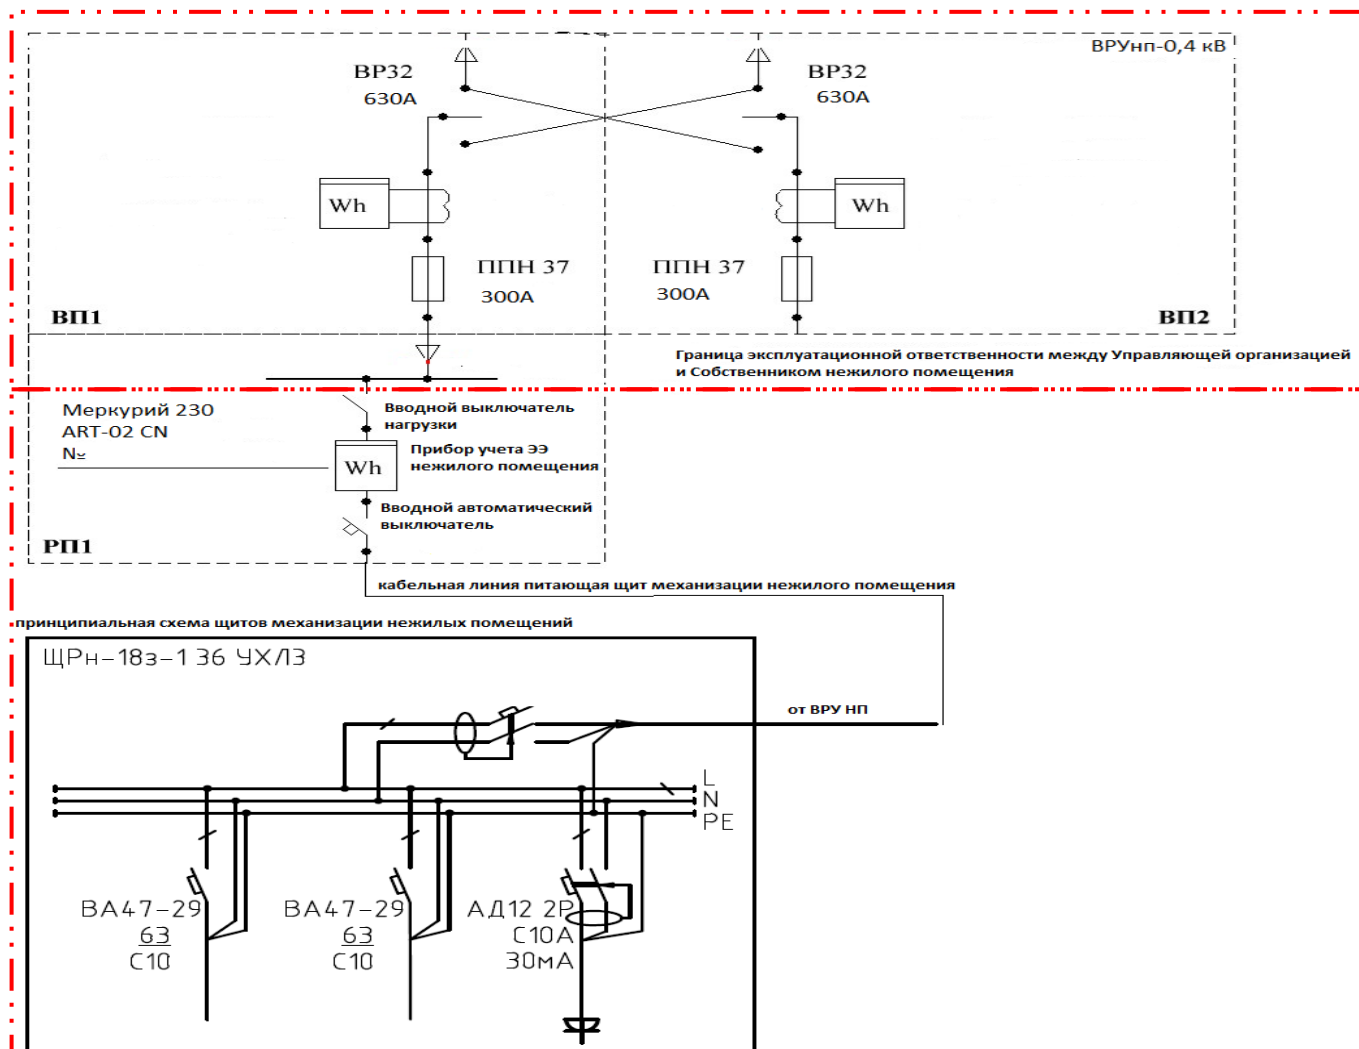 ВРУнп-0,4 кВ
ВР32
630А
ВР32
630А
Wh
Wh
ППН 37
300А
ППН 37
300А
ВП1
ВП2
Граница эксплуатационной ответственности между Управляющей организацией
и Собственником нежилого помещения
Меркурий 230
ART-02 CN
№
Вводной выключатель
нагрузки
Wh
Прибор учета ЭЭ
нежилого помещения
Вводной автоматический
выключатель
РП1
кабельная линия питающая щит механизации нежилого помещения
принципиальная схема щитов механизации нежилых помещений
ЩРн-18з-1 36 УХЛ3
от ВРУ НП
L
N
PE
ВА47-29
63
С10
ВА47-29
63
С10
АД12 2Р
С10А
30мА